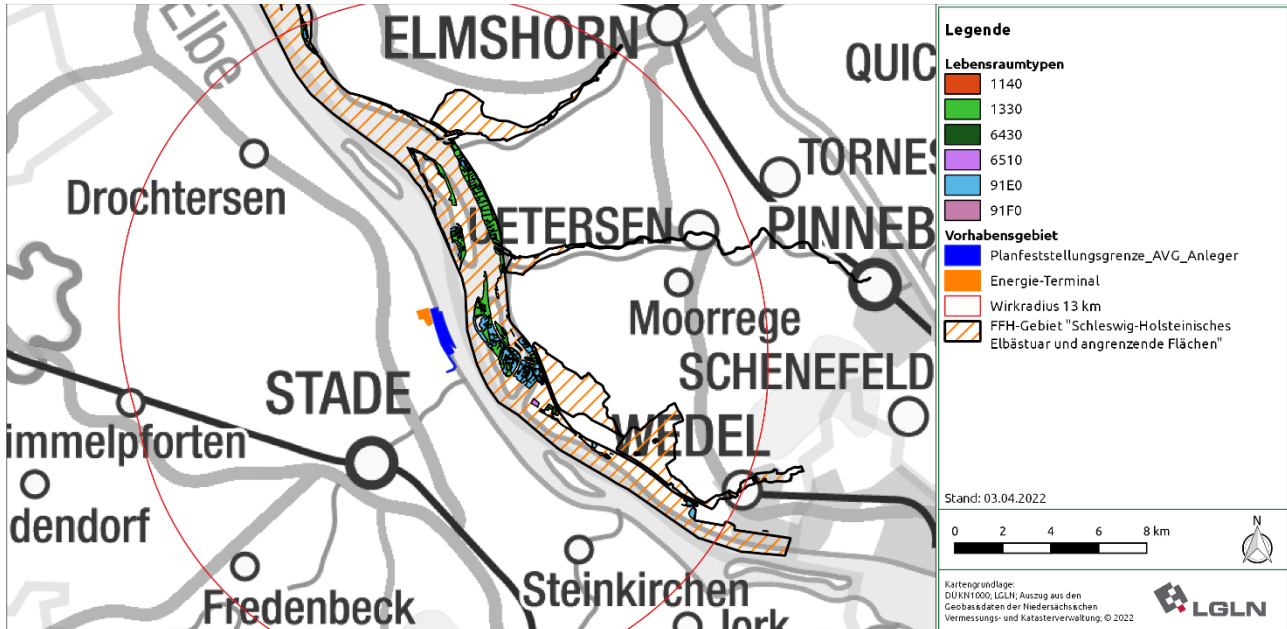 Elbe
ELMSHORN
QUIC
Drochtersen
TORNES
UETERSEN
PINNEB
Moorrege
SCHENEFELD
STADE
immelpforten
WEDEL
dendorf
Steinkirchen
Fredenbeck
Jork
Legende
Lebensraumtypen
1140
1330
6430
6510
91E0
91F0
Vorhabensgebiet
Planfeststellungsgrenze_AVG_Anleger
Energie-Terminal
Wirkradius 13 km
FFH-Gebiet "Schleswig-Holsteinisches
Elbästuar und angrenzende Flächen"
Stand: 03.04.2022
0 2 4 6 8 km
N
Kartengrundlage:
DÜKN1000; LGLN; Auszug aus den
Geobasisdaten der Niedersächsischen
Vermessungs- und Katasterverwaltung; © 2022
LGLN